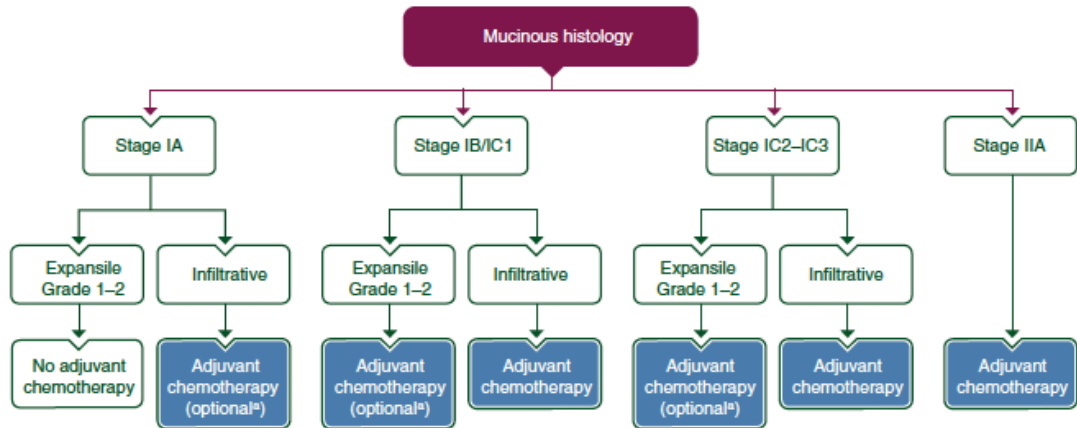 Mucinous histology
Stage IA
Stage IB/IC1
Stage IC2–IC3
Stage IIA
Expansile
Grade 1–2
Infiltrative
Expansile
Grade 1–2
Infiltrative
Expansile
Grade 1–2
Infiltrative
No adjuvant
chemotherapy
Adjuvant
chemotherapy
(optionalᵃ)
Adjuvant
chemotherapy
(optionalᵃ)
Adjuvant
chemotherapy
Adjuvant
chemotherapy
(optionalᵃ)
Adjuvant
chemotherapy
Adjuvant
chemotherapy